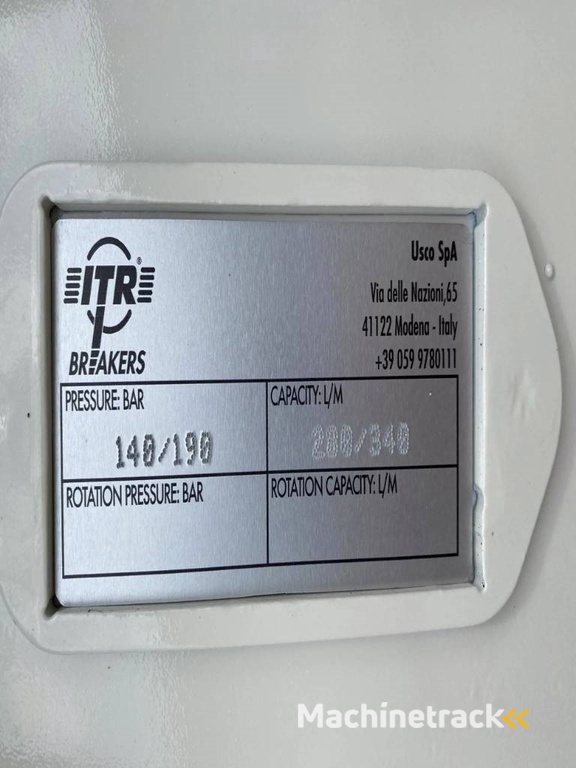 ITR®
BREAKERS
Usco SpA
Via delle Nazioni,65
41122 Modena - Italy
+39 059 9780111
PRESSURE: BAR
140/190
CAPACITY: L/M
200/340
ROTATION PRESSURE: BAR
ROTATION CAPACITY: L/M
Machinetrack